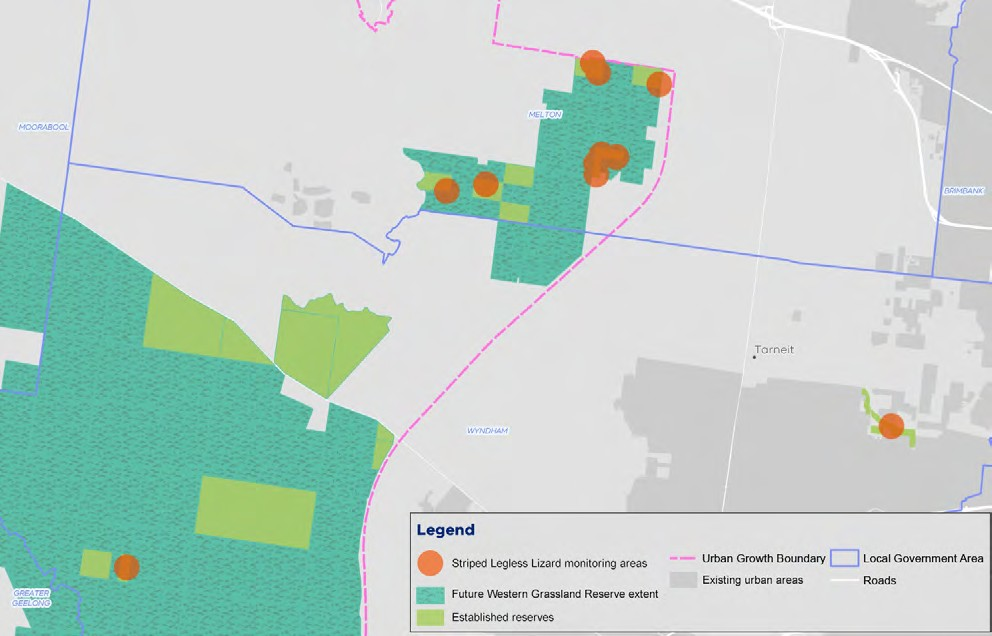 MOORABOOL
MELTON
BRIMBANK
Tarneit
WYNDHAM
GREATER
GEELONG
Legend
Striped Legless Lizard monitoring areas
Future Western Grassland Reserve extent
Established reserves
Urban Growth Boundary
Existing urban areas
Local Government Area
Roads